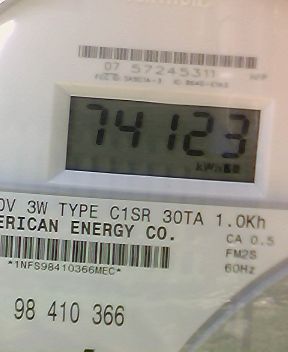 07 57245311
74123
kWh
0V 3W TYPE C1SR 30TA 1.0Kh
ERICAN ENERGY CO.
CA 0.5
*1NFS98410366MEC*
FM2S
60Hz
98 410 366